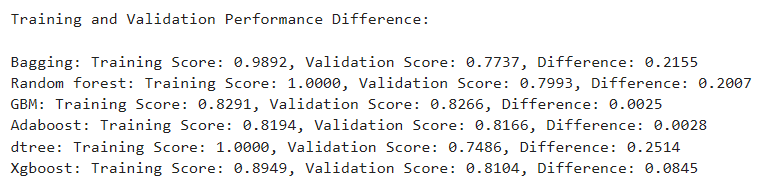 Training and Validation Performance Difference:
Bagging: Training Score: 0.9892, Validation Score: 0.7737, Difference: 0.2155
Random forest: Training Score: 1.0000, Validation Score: 0.7993, Difference: 0.2007
GBM: Training Score: 0.8291, Validation Score: 0.8266, Difference: 0.0025
Adaboost: Training Score: 0.8194, Validation Score: 0.8166, Difference: 0.0028
dtree: Training Score: 1.0000, Validation Score: 0.7486, Difference: 0.2514
Xgboost: Training Score: 0.8949, Validation Score: 0.8104, Difference: 0.0845